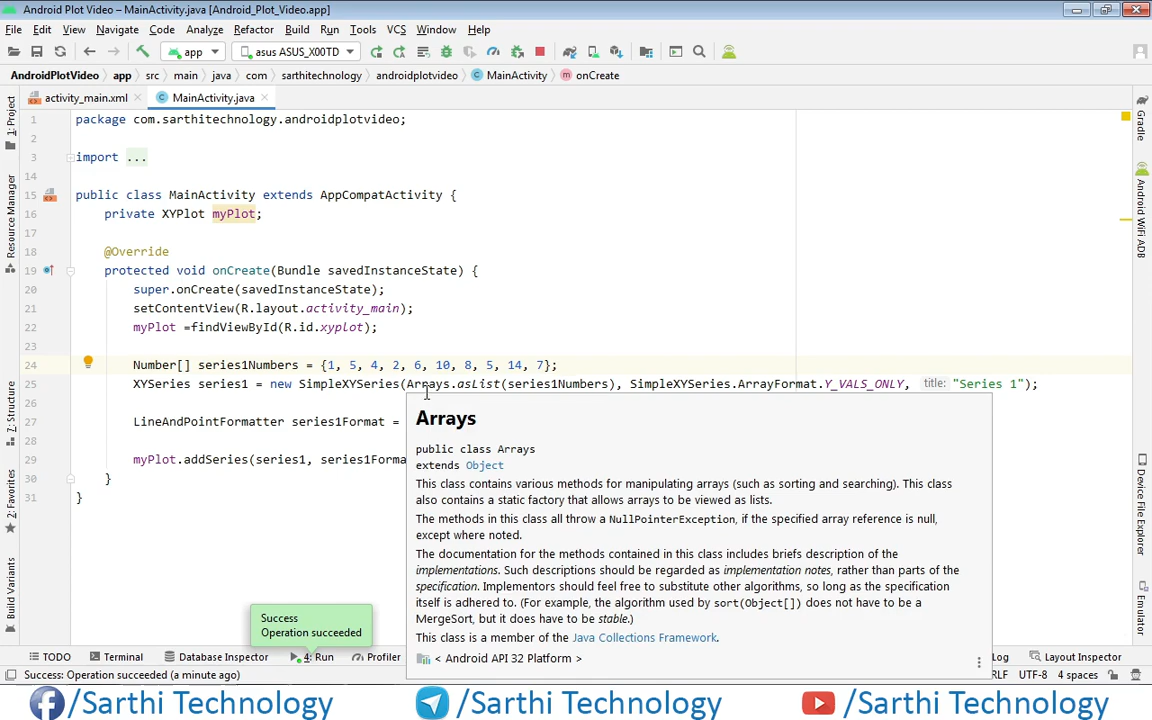 Android Plot Video – MainActivity.java [Android_Plot_Video.app]
File Edit View Navigate Code Analyze Refactor Build Run Tools VCS Window Help
app asus ASUS_X00TD
AndroidPlotVideo app src main java com sarthitechnology androidplotvideo MainActivity onCreate
activity_main.xml MainActivity.java
1 package com.sarthitechnology.androidplotvideo;
2
3 import ...
14
15 public class MainActivity extends AppCompatActivity {
16 private XYPlot myPlot;
17
18 @Override
19 protected void onCreate(Bundle savedInstanceState) {
20 super.onCreate(savedInstanceState);
21 setContentView(R.layout.activity_main);
22 myPlot =findViewById(R.id.xyplot);
23
24 Number[] series1Numbers = {1, 5, 4, 2, 6, 10, 8, 5, 14, 7};
25 XYSeries series1 = new SimpleXYSeries(Arrays.asList(series1Numbers), SimpleXYSeries.ArrayFormat.Y_VALS_ONLY, title: "Series 1");
26
27 LineAndPointFormatter series1Format =
28
29 myPlot.addSeries(series1, series1Forma
30 }
31 }
Arrays
public class Arrays
extends Object
This class contains various methods for manipulating arrays (such as sorting and searching). This class
also contains a static factory that allows arrays to be viewed as lists.
The methods in this class all throw a NullPointerException, if the specified array reference is null,
except where noted.
The documentation for the methods contained in this class includes briefs description of the
implementations. Such descriptions should be regarded as implementation notes, rather than parts of the
specification. Implementors should feel free to substitute other algorithms, so long as the specification
itself is adhered to. (For example, the algorithm used by sort(Object[]) does not have to be a
MergeSort, but it does have to be stable.)
This class is a member of the Java Collections Framework.
< Android API 32 Platform >
Success
Operation succeeded
1: Project
Resource Manager
7: Structure
2: Favorites
Build Variants
Gradle
Android WiFi ADB
Device File Explorer
Emulator
TODO Terminal Database Inspector 4: Run Profiler Log Layout Inspector
Success: Operation succeeded (a minute ago) RLF UTF-8 4 spaces
/Sarthi Technology /Sarthi Technology /Sarthi Technology